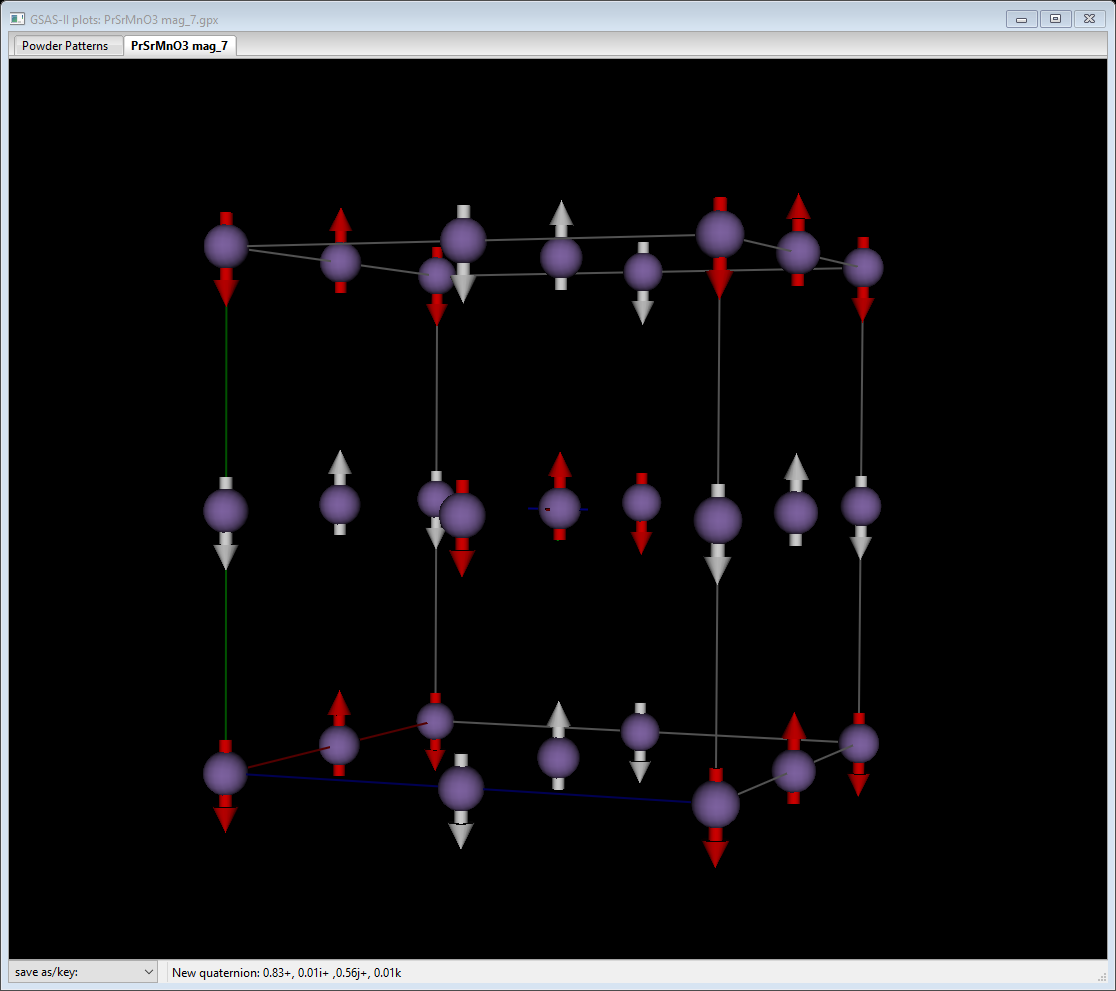 GSAS-II plots: PrSrMnO3 mag_7.gpx
Powder Patterns
PrSrMnO3 mag_7
save as/key:
New quaternion: 0.83+, 0.01i+ ,0.56j+, 0.01k